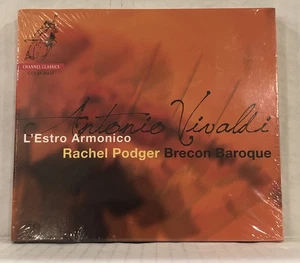 CHANNEL CLASSICS
Antonio Vivaldi
L'Estro Armonico
Rachel Podger Brecon Baroque